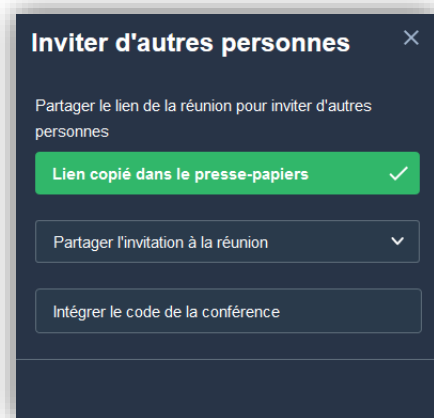 Inviter d'autres personnes
Partager le lien de la réunion pour inviter d'autres
personnes
Lien copié dans le presse-papiers
Partager l'invitation à la réunion
Intégrer le code de la conférence